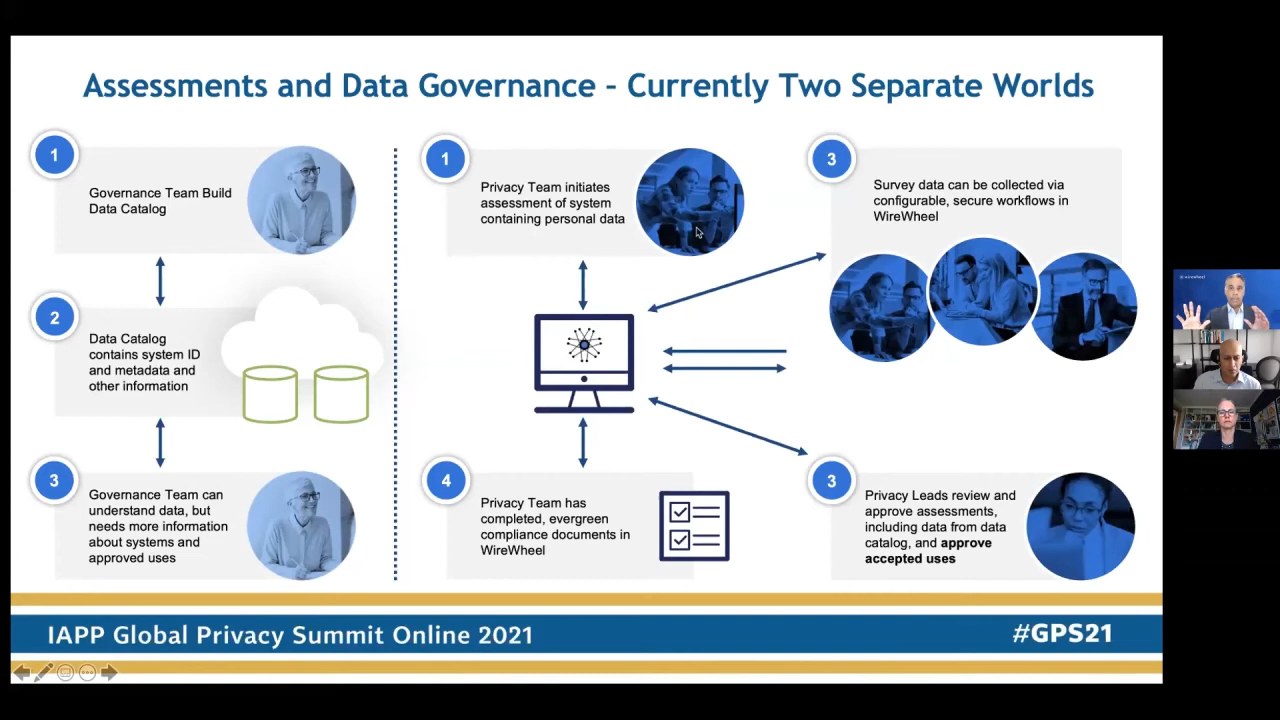 Assessments and Data Governance – Currently Two Separate Worlds
1
Governance Team Build
Data Catalog
2
Data Catalog
contains system ID
and metadata and
other information
3
Governance Team can
understand data, but
needs more information
about systems and
approved uses
1
Privacy Team initiates
assessment of system
containing personal data
3
Survey data can be collected via
configurable, secure workflows in
WireWheel
4
Privacy Team has
completed, evergreen
compliance documents in
WireWheel
3
Privacy Leads review and
approve assessments,
including data from data
catalog, and approve
accepted uses
IAPP Global Privacy Summit Online 2021
#GPS21
wirewheel